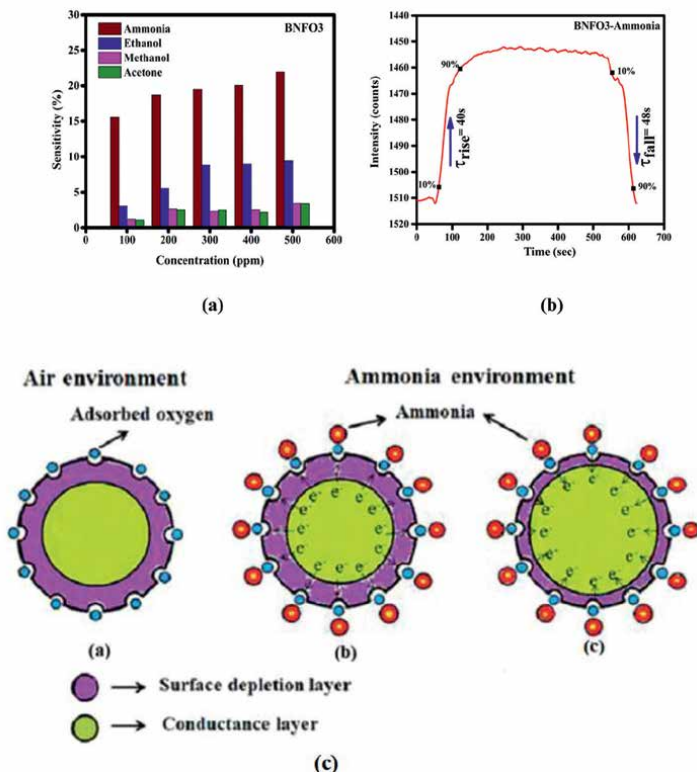 BNFO3
Ammonia
Ethanol
Methanol
Acetone
25
20
15
10
5
0
0
100
200
300
400
500
600
Sensitivity (%)
Concentration (ppm)
(a)
BNFO3-Ammonia
1440
1450
1460
1470
1480
1490
1500
1510
1520
Intensity (counts)
90%
10%
10%
90%
τrise= 40s
τfall= 48s
0
100
200
300
400
500
600
700
Time (sec)
(b)
Air environment
Ammonia environment
Adsorbed oxygen
Ammonia
e⁻ e⁻ e⁻ e⁻ e⁻ e⁻ e⁻ e⁻ e⁻ e⁻ e⁻ e⁻
e⁻ e⁻ e⁻ e⁻ e⁻ e⁻ e⁻ e⁻ e⁻ e⁻ e⁻ e⁻
(a)
(b)
(c)
Surface depletion layer
Conductance layer
(c)